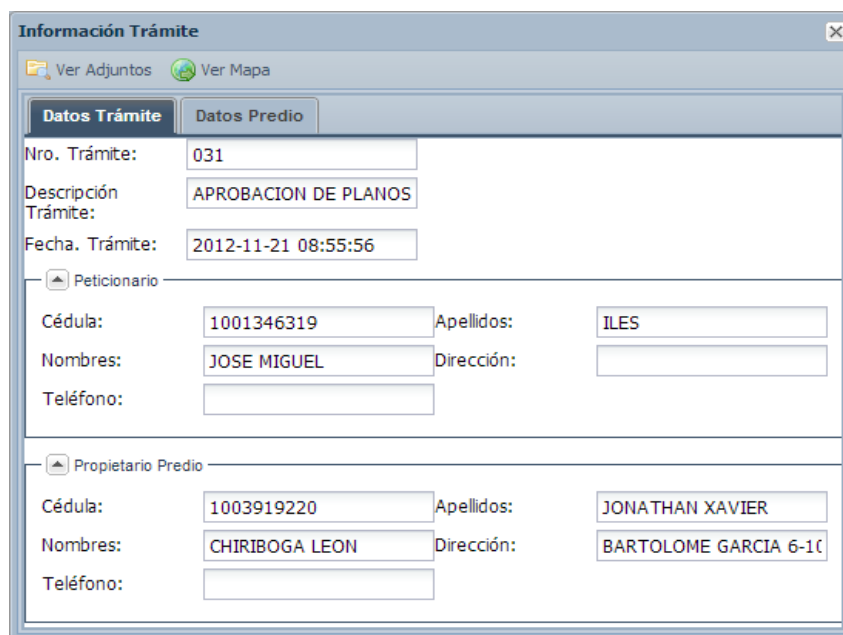 Información Trámite
Ver Adjuntos Ver Mapa
Datos Trámite Datos Predio
Nro. Trámite: 031
Descripción Trámite: APROBACION DE PLANOS
Fecha. Trámite: 2012-11-21 08:55:56
Peticionario
Cédula: 1001346319 Apellidos: ILES
Nombres: JOSE MIGUEL Dirección:
Teléfono:
Propietario Predio
Cédula: 1003919220 Apellidos: JONATHAN XAVIER
Nombres: CHIRIBOGA LEON Dirección: BARTOLOME GARCIA 6-10
Teléfono: